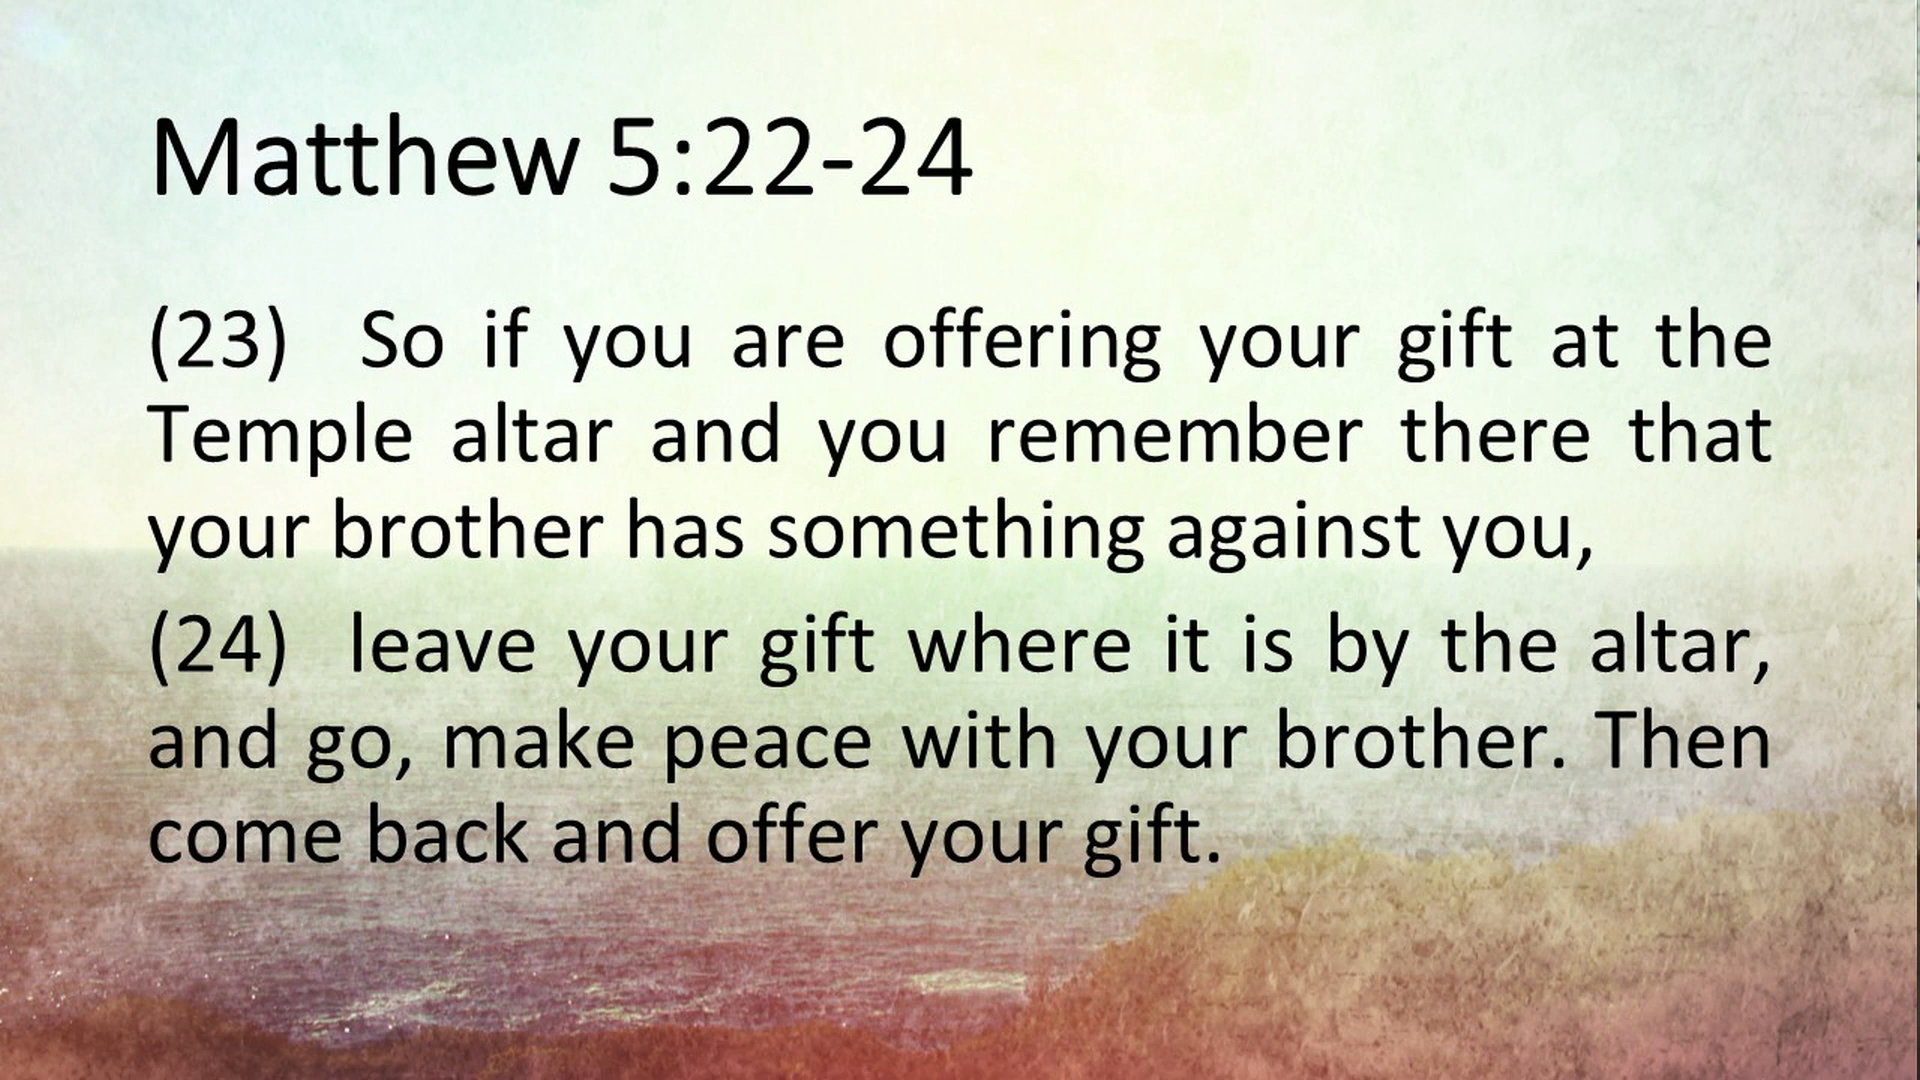 Matthew 5:22-24
(23) So if you are offering your gift at the
Temple altar and you remember there that
your brother has something against you,
(24) leave your gift where it is by the altar,
and go, make peace with your brother. Then
come back and offer your gift.